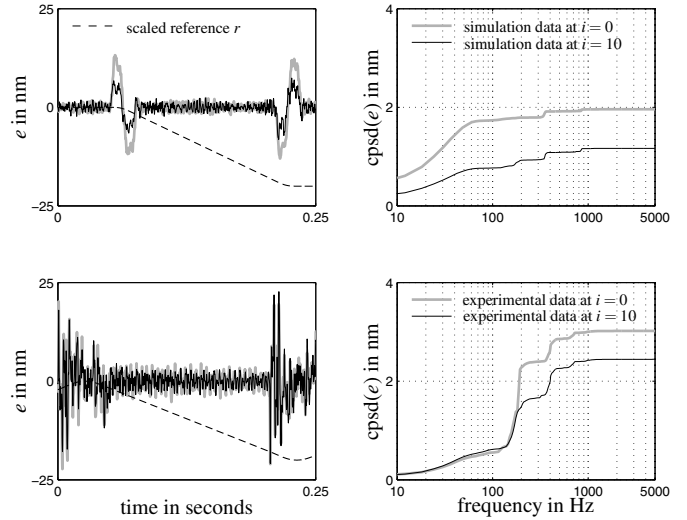 25
scaled reference r
0
e in nm
−25
0
0.25
4
simulation data at i = 0
simulation data at i = 10
2
cpsd(e) in nm
0
10
100
1000
5000
25
0
e in nm
−25
0
0.25
time in seconds
4
experimental data at i = 0
experimental data at i = 10
2
cpsd(e) in nm
0
10
100
1000
5000
frequency in Hz